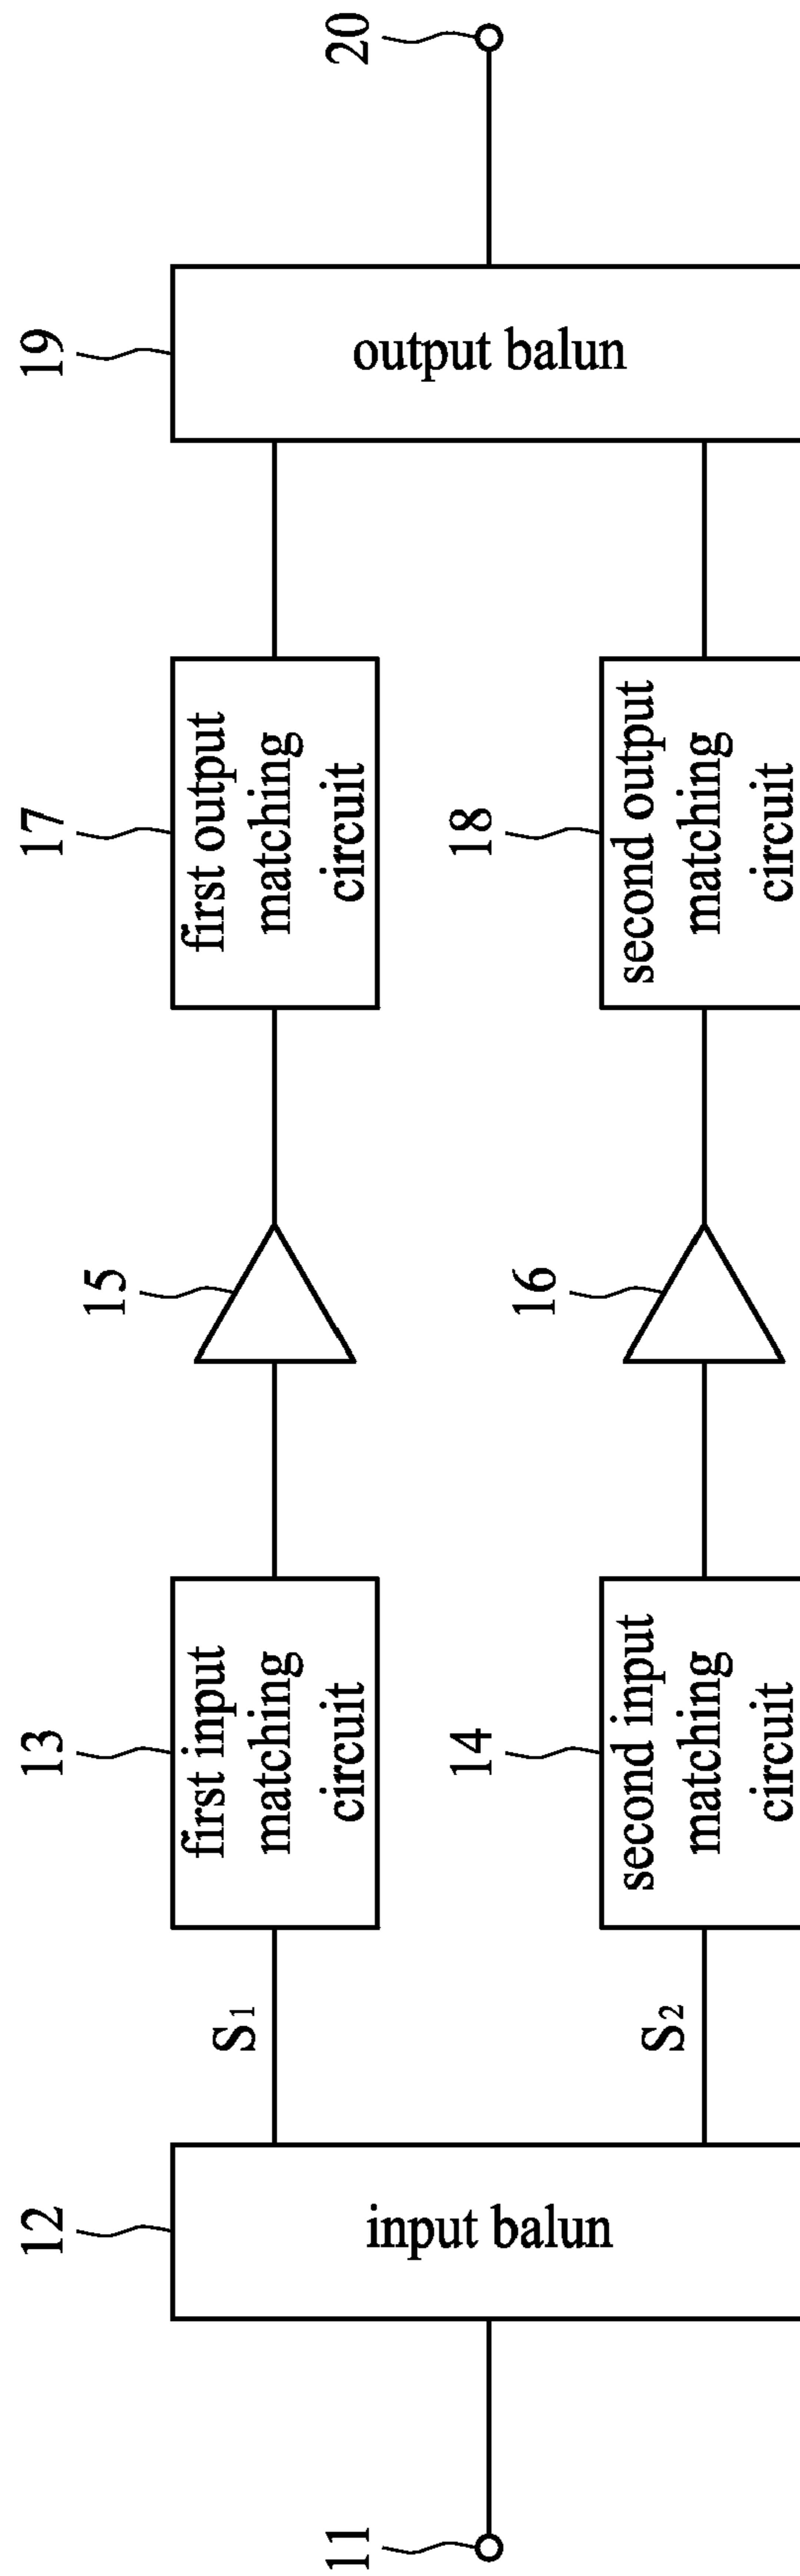 11
12
input balun
S1
S2
13
first input
matching
circuit
14
second input
matching
circuit
15
16
17
first output
matching
circuit
18
second output
matching
circuit
19
output balun
20